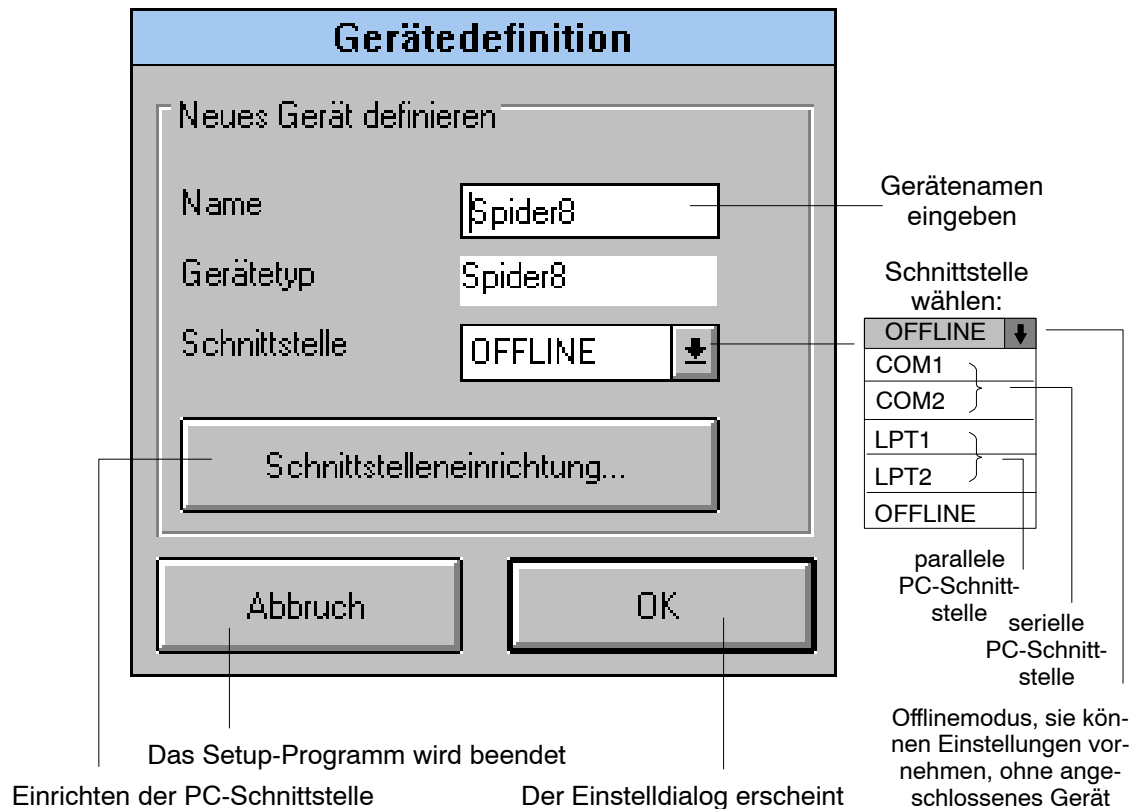 Gerätedefinition
Neues Gerät definieren
Name
Spider8
Gerätenamen
eingeben
Gerätetyp
Spider8
Schnittstelle
OFFLINE
Schnittstelle
wählen:
OFFLINE
COM1
COM2
LPT1
LPT2
OFFLINE
Schnittstelleneinrichtung...
parallele
PC-Schnitt-
stelle
serielle
PC-Schnitt-
stelle
Abbruch
OK
Offlinemodus, sie kön-
nen Einstellungen vor-
nehmen, ohne ange-
schlossenes Gerät
Das Setup-Programm wird beendet
Einrichten der PC-Schnittstelle
Der Einstelldialog erscheint